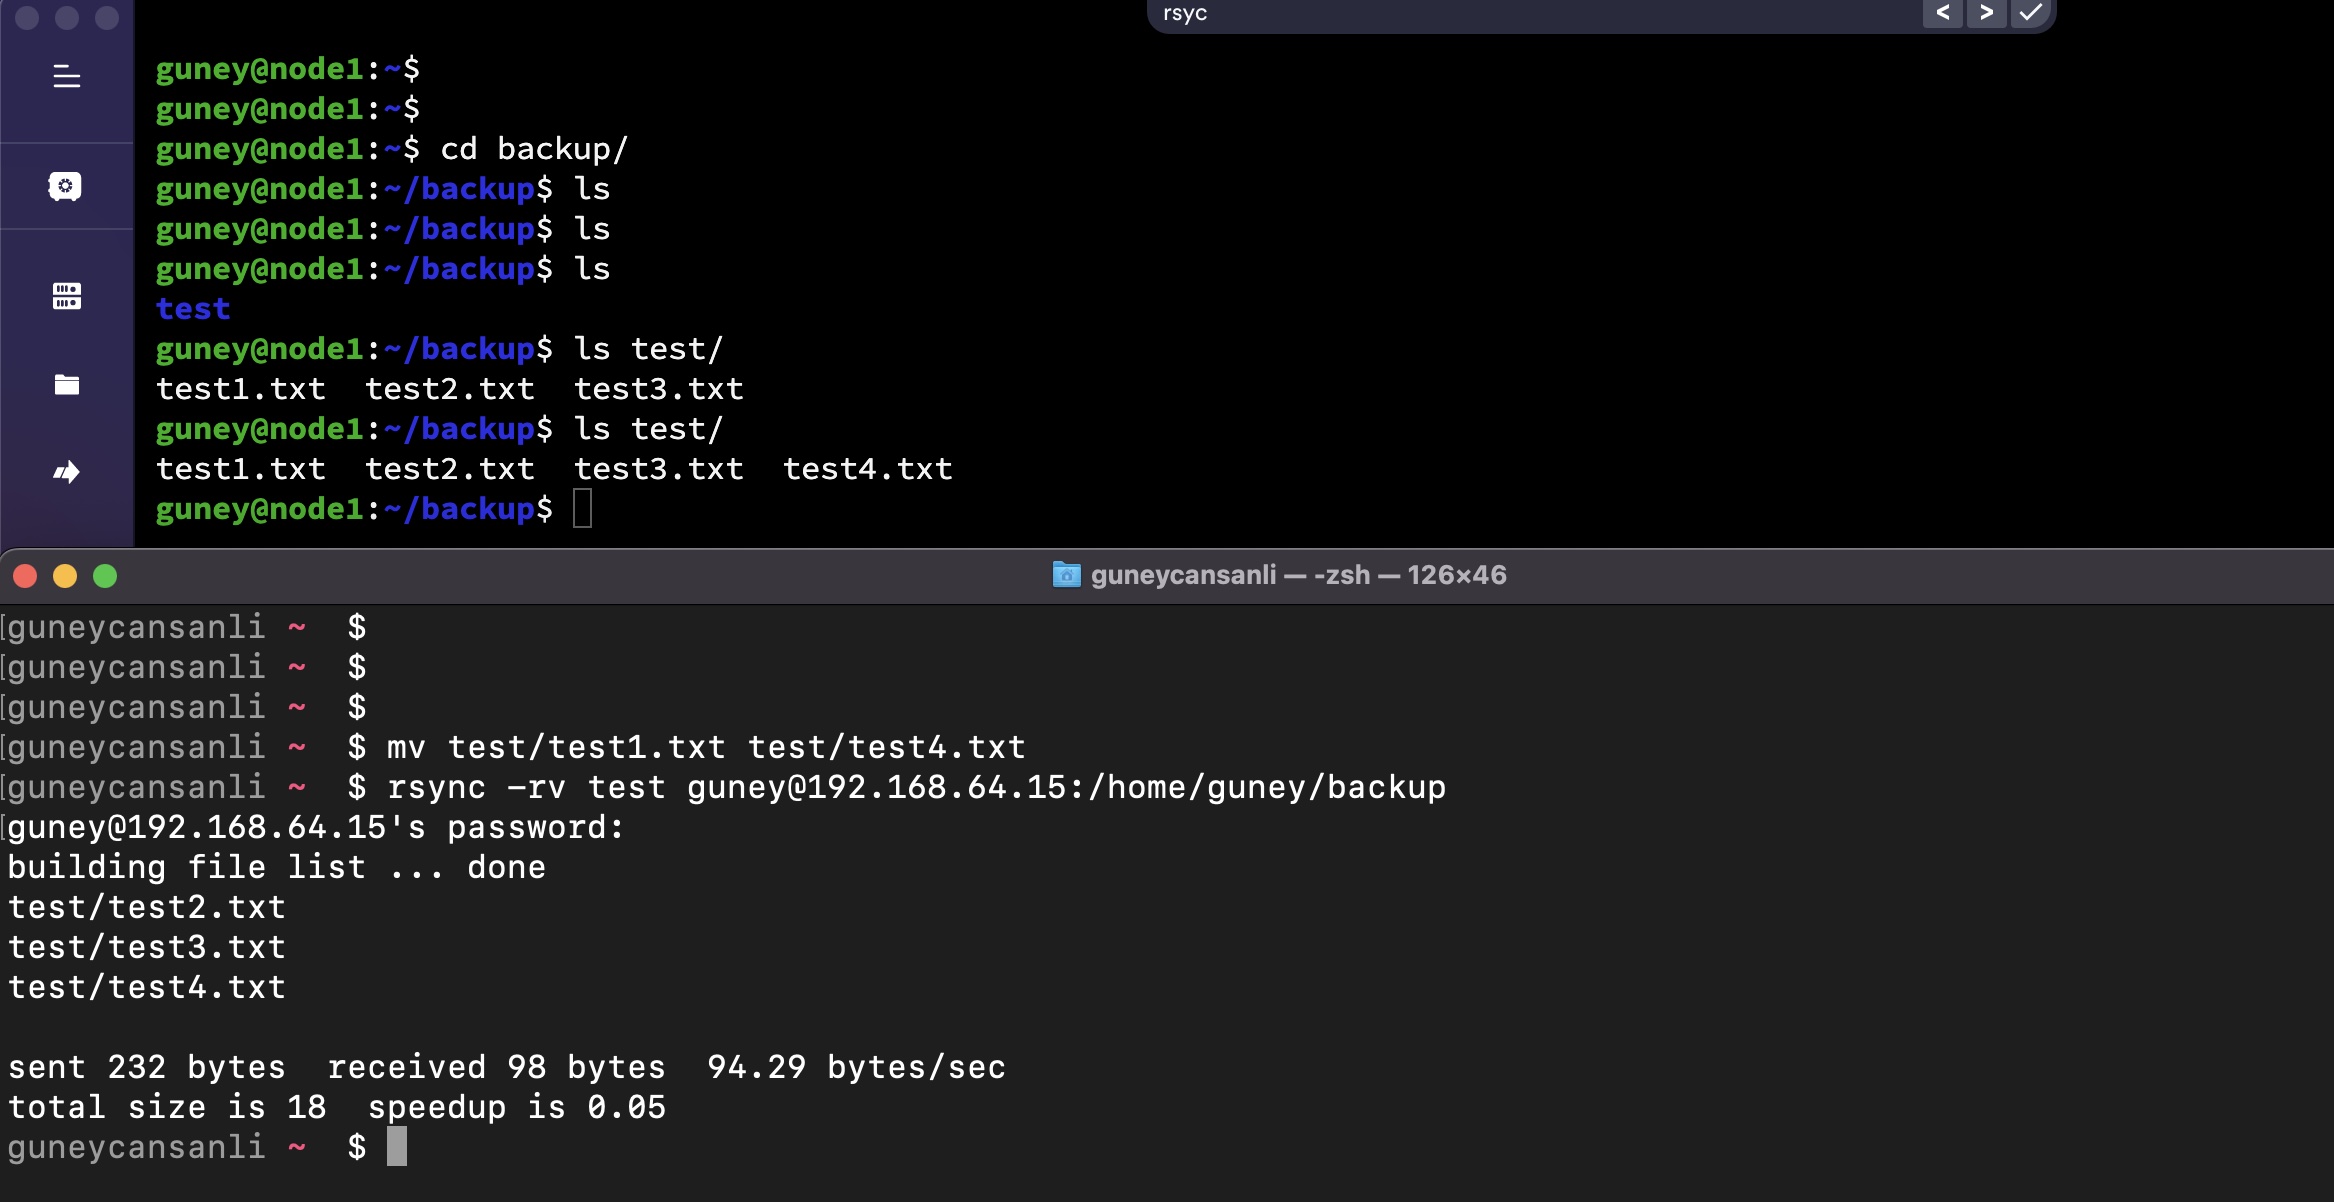 rsyc < >
guney@node1:~$
guney@node1:~$
guney@node1:~$ cd backup/
guney@node1:~/backup$ ls
guney@node1:~/backup$ ls
guney@node1:~/backup$ ls
test
guney@node1:~/backup$ ls test/
test1.txt  test2.txt  test3.txt
guney@node1:~/backup$ ls test/
test1.txt  test2.txt  test3.txt  test4.txt
guney@node1:~/backup$
guneycansanli — -zsh — 126×46
[guneycansanli ~  $
[guneycansanli ~  $
[guneycansanli ~  $
[guneycansanli ~  $ mv test/test1.txt test/test4.txt
[guneycansanli ~  $ rsync -rv test guney@192.168.64.15:/home/guney/backup
[guney@192.168.64.15's password:
building file list ... done
test/test2.txt
test/test3.txt
test/test4.txt
sent 232 bytes  received 98 bytes  94.29 bytes/sec
total size is 18  speedup is 0.05
guneycansanli ~  $